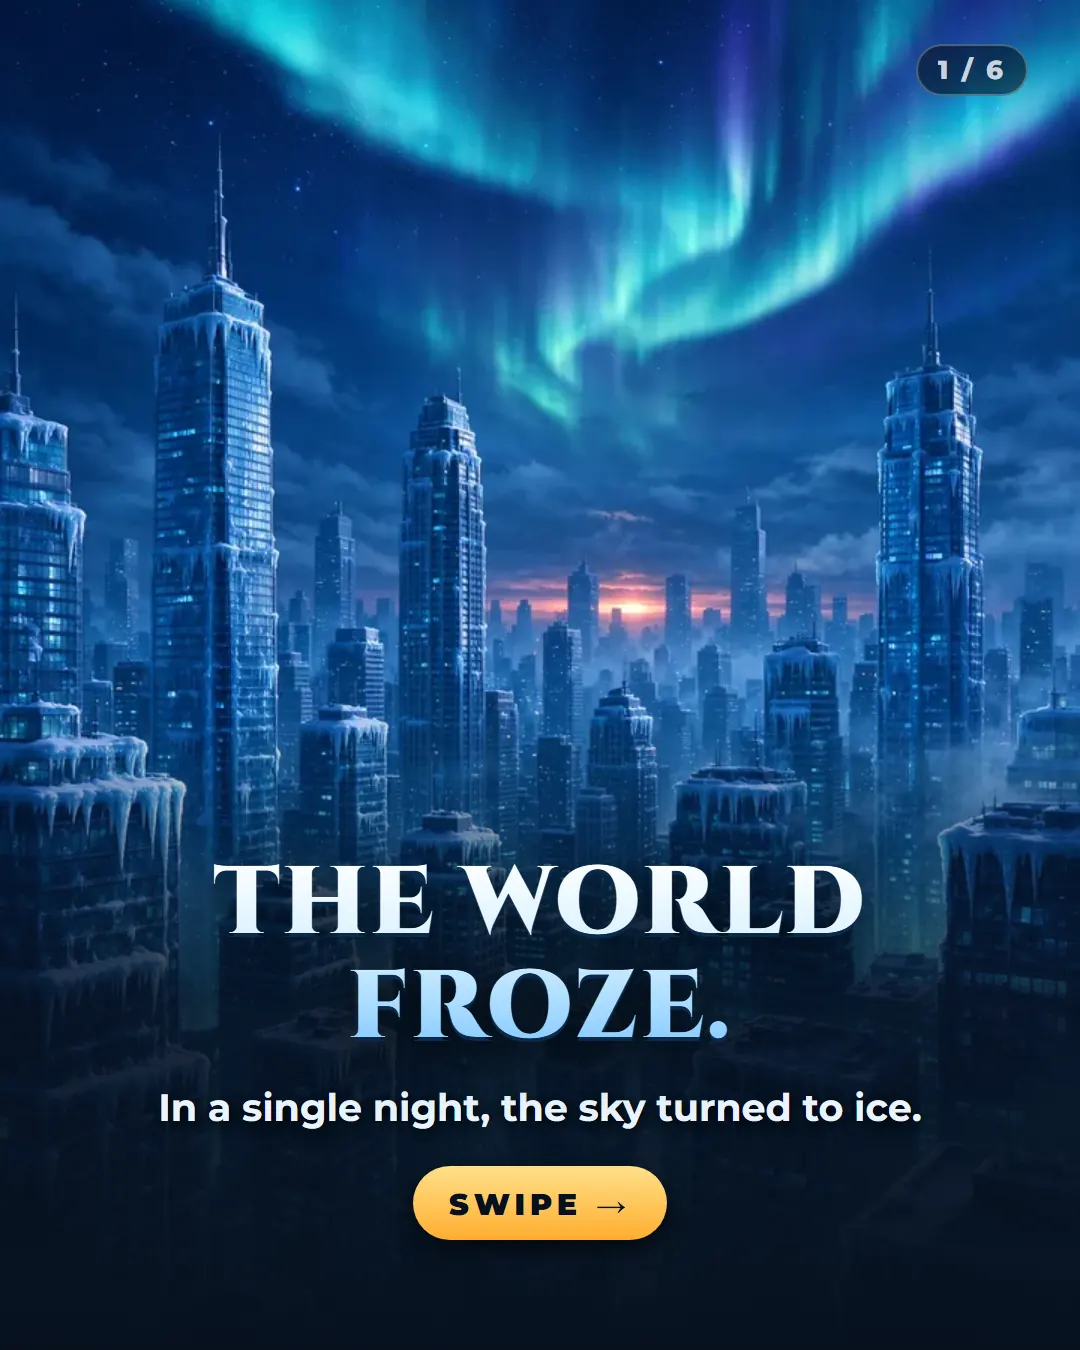 1 / 6
THE WORLD
FROZE.
In a single night, the sky turned to ice.
SWIPE →